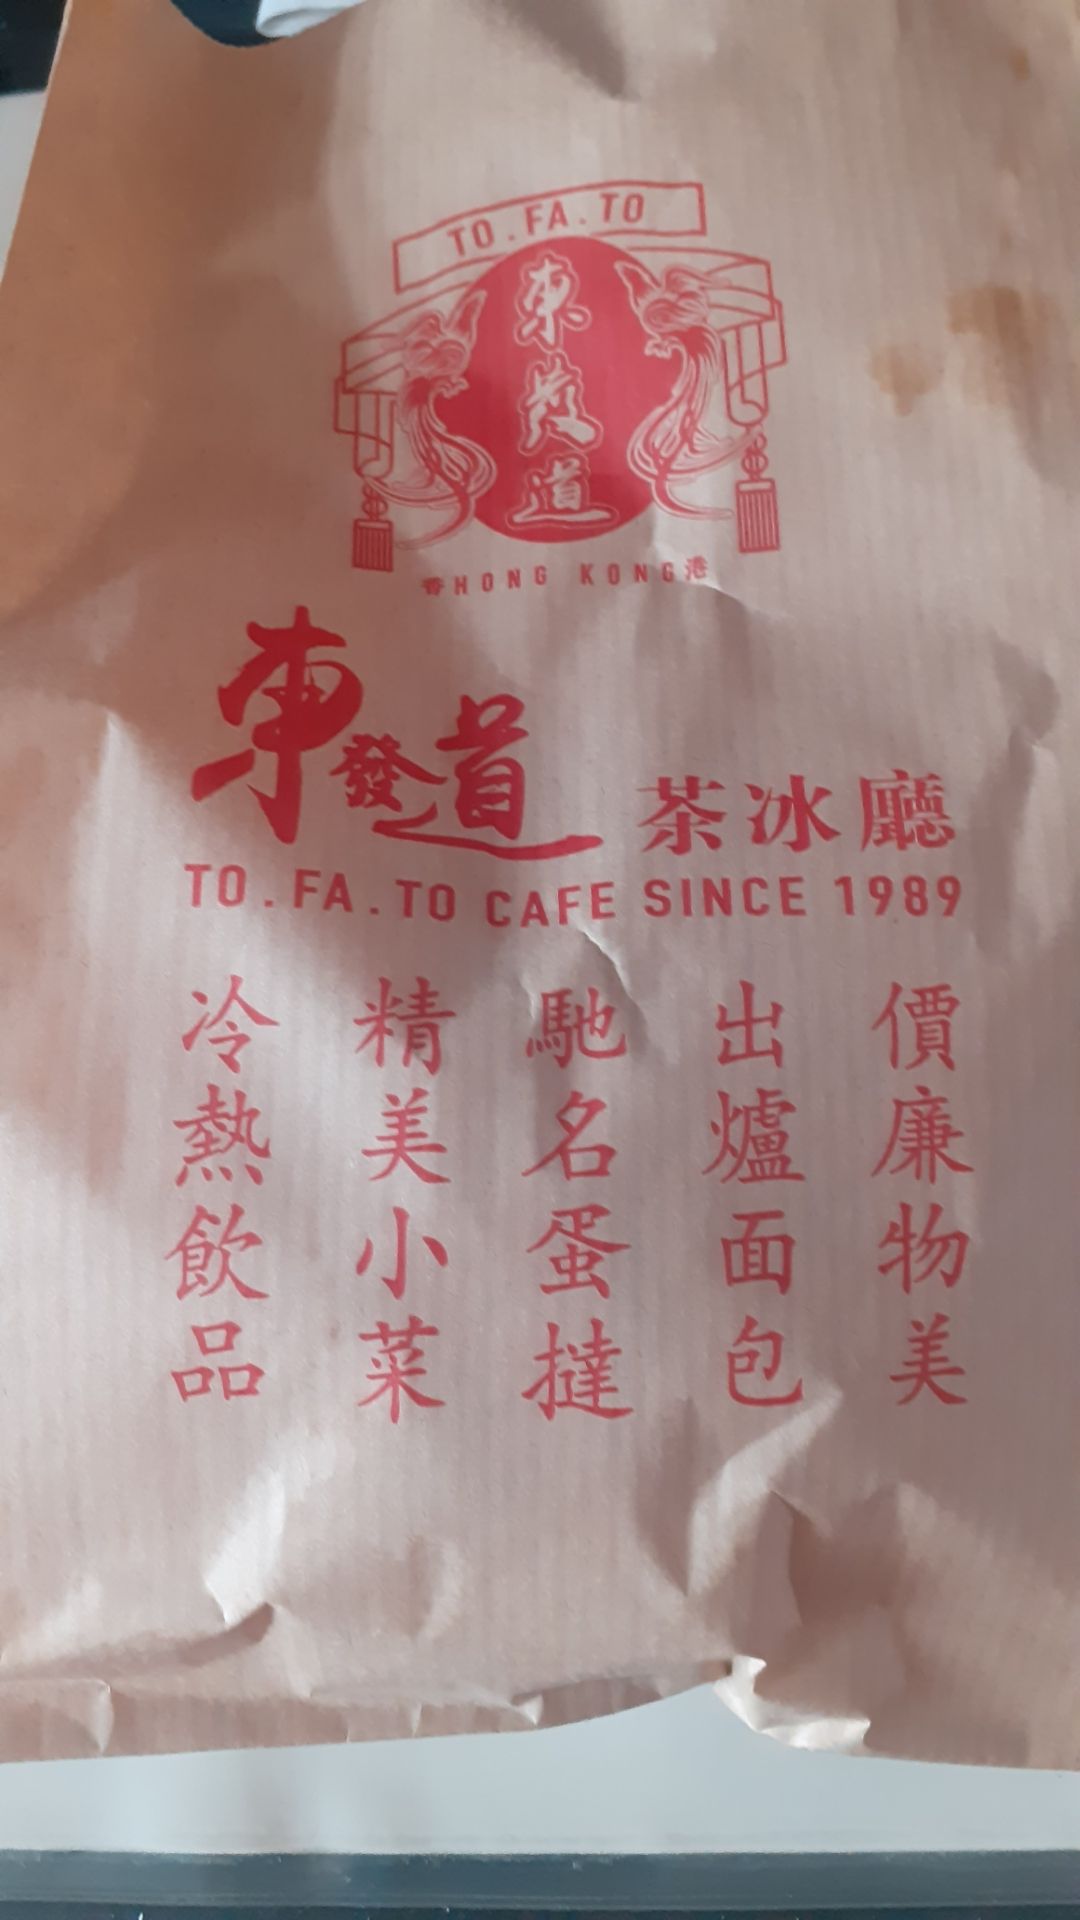 TO.FA.TO
東發道
香HONG KONG港
東發道 茶冰廳
TO.FA.TO CAFE SINCE 1989
價廉物美
出爐面包
馳名蛋撻
精美小菜
冷熱飲品